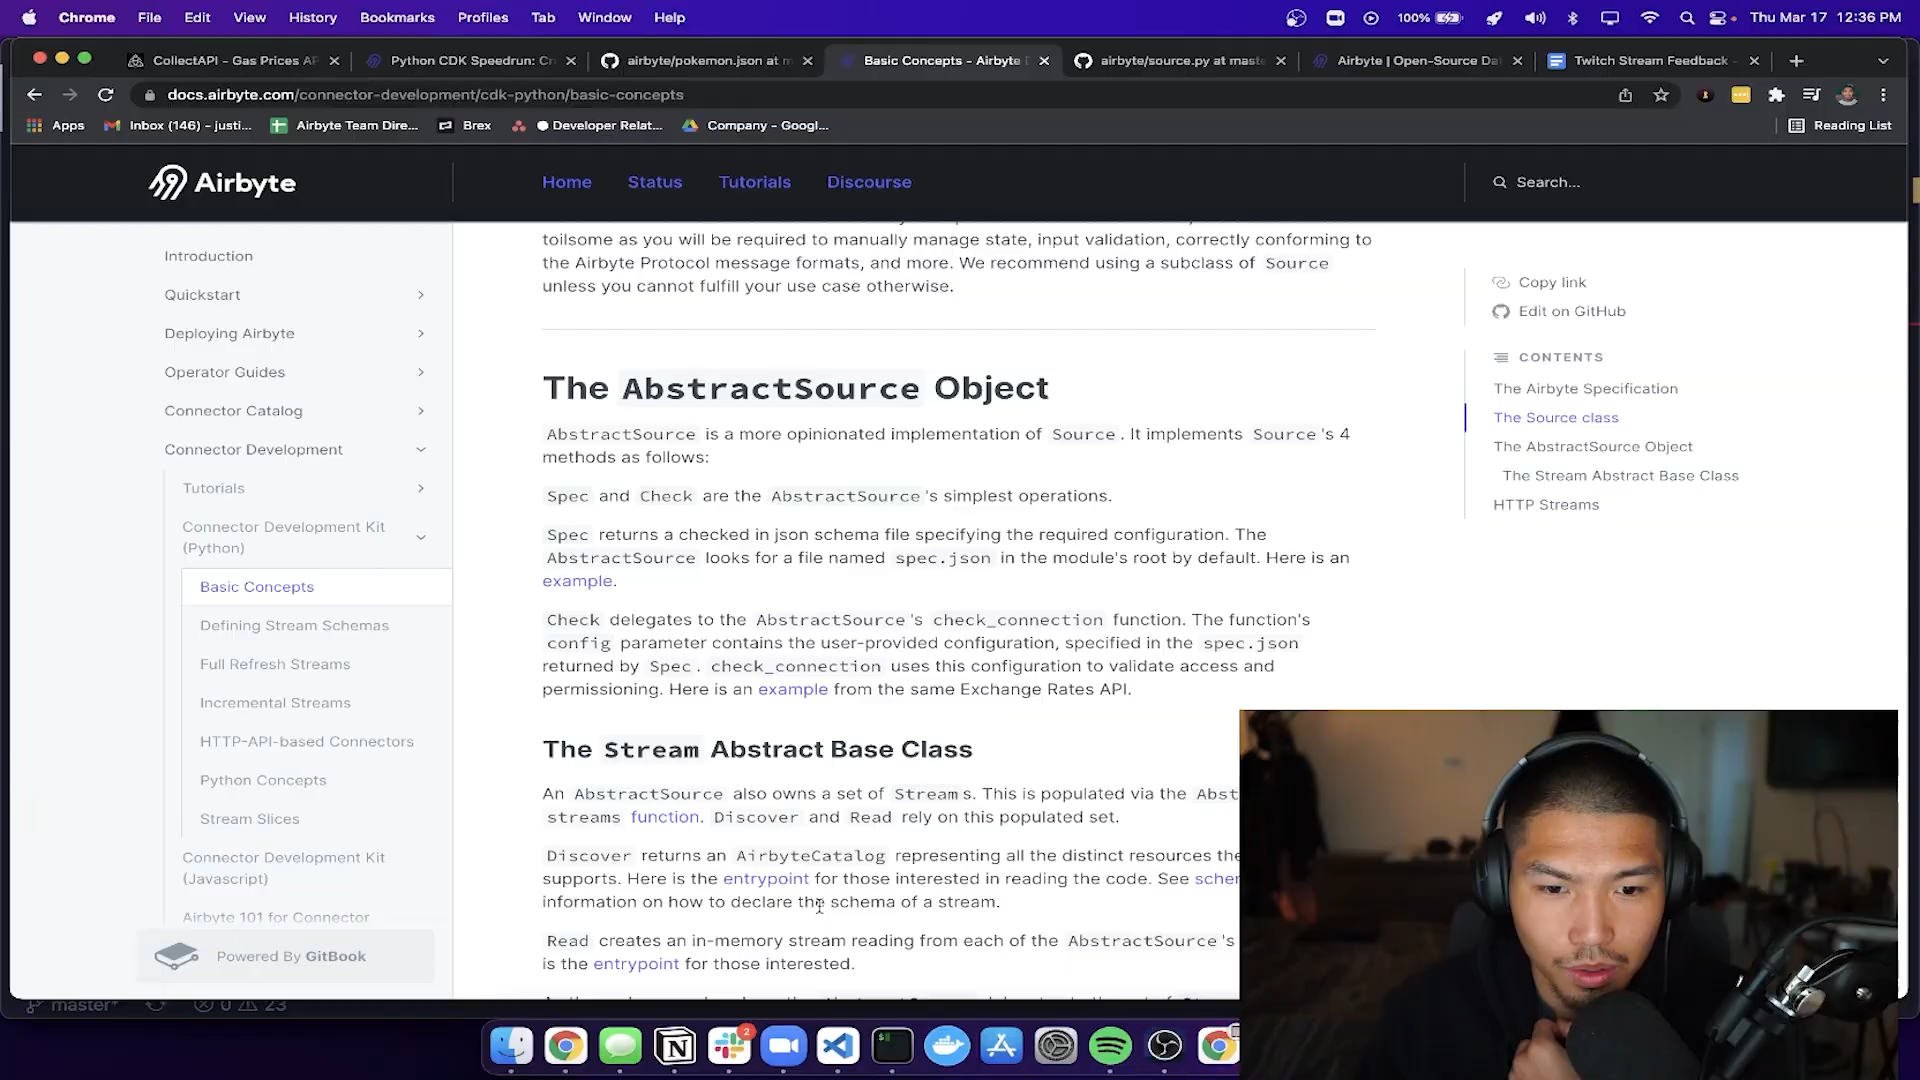 Chrome File Edit View History Bookmarks Profiles Tab Window Help 100% Thu Mar 17 12:36 PM
CollectAPI - Gas Prices AP Python CDK Speedrun: Cr airbyte/pokemon.json at m Basic Concepts - Airbyte D airbyte/source.py at maste Airbyte | Open-Source Dat Twitch Stream Feedback -
docs.airbyte.com/connector-development/cdk-python/basic-concepts
Apps Inbox (146) - justi... Airbyte Team Dire... Brex Developer Relat... Company - Googl... Reading List
Airbyte Home Status Tutorials Discourse Search...
Introduction
Quickstart
Deploying Airbyte
Operator Guides
Connector Catalog
Connector Development
Tutorials
Connector Development Kit
(Python)
Basic Concepts
Defining Stream Schemas
Full Refresh Streams
Incremental Streams
HTTP-API-based Connectors
Python Concepts
Stream Slices
Connector Development Kit
(Javascript)
Airbyte 101 for Connector
Powered By GitBook
toilsome as you will be required to manually manage state, input validation, correctly conforming to
the Airbyte Protocol message formats, and more. We recommend using a subclass of Source
unless you cannot fulfill your use case otherwise.
The AbstractSource Object
AbstractSource is a more opinionated implementation of Source. It implements Source's 4
methods as follows:
Spec and Check are the AbstractSource's simplest operations.
Spec returns a checked in json schema file specifying the required configuration. The
AbstractSource looks for a file named spec.json in the module's root by default. Here is an
example.
Check delegates to the AbstractSource's check_connection function. The function's
config parameter contains the user-provided configuration, specified in the spec.json
returned by Spec. check_connection uses this configuration to validate access and
permissioning. Here is an example from the same Exchange Rates API.
The Stream Abstract Base Class
An AbstractSource also owns a set of Streams. This is populated via the Abst
streams function. Discover and Read rely on this populated set.
Discover returns an AirbyteCatalog representing all the distinct resources the
supports. Here is the entrypoint for those interested in reading the code. See schem
information on how to declare the schema of a stream.
Read creates an in-memory stream reading from each of the AbstractSource's
is the entrypoint for those interested.
Copy link
Edit on GitHub
CONTENTS
The Airbyte Specification
The Source class
The AbstractSource Object
The Stream Abstract Base Class
HTTP Streams
master* 0 23
2